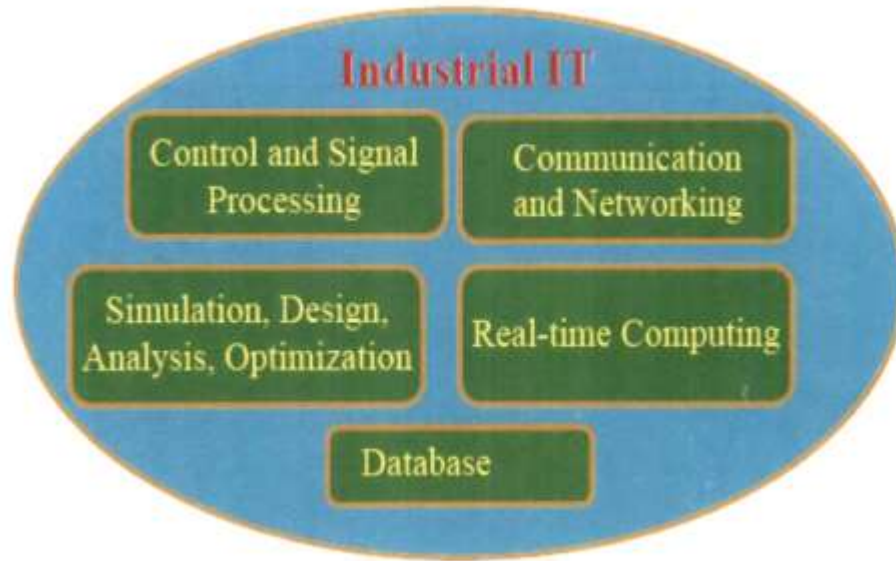 Industrial IT
Control and Signal
Processing
Communication
and Networking
Simulation, Design,
Analysis, Optimization
Real-time Computing
Database